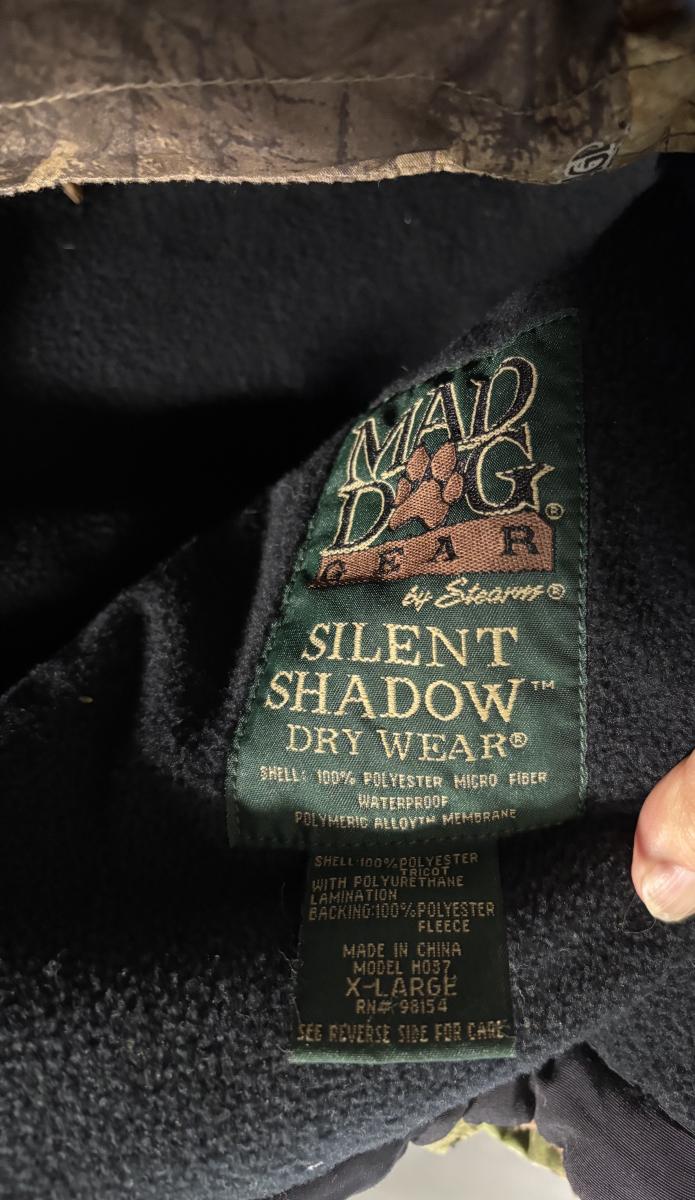 MAD
DOG®
GEAR
by Stearns®
SILENT
SHADOW™
DRY WEAR®
SHELL: 100% POLYESTER MICRO FIBER
WATERPROOF
POLYMERIC ALLOY™ MEMBRANE
SHELL:100%POLYESTER
TRICOT
WITH POLYURETHANE
LAMINATION
BACKING:100%POLYESTER
FLEECE
MADE IN CHINA
MODEL H037
X-LARGE
RN# 98154
SEE REVERSE SIDE FOR CARE